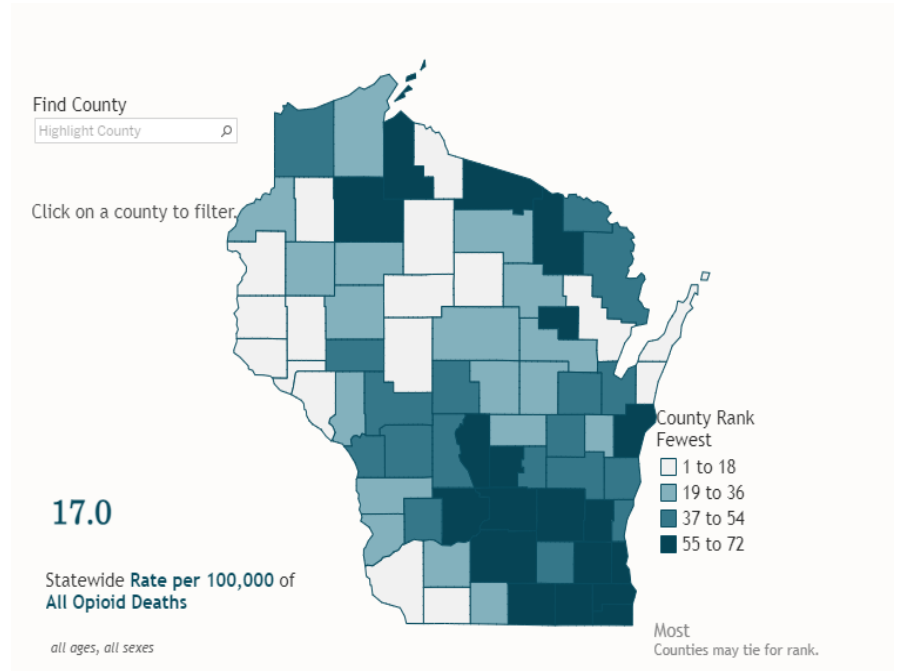 Find County
Highlight County
Click on a county to filter.
County Rank
Fewest
1 to 18
19 to 36
37 to 54
55 to 72
17.0
Statewide Rate per 100,000 of
All Opioid Deaths
all ages, all sexes
Most
Counties may tie for rank.